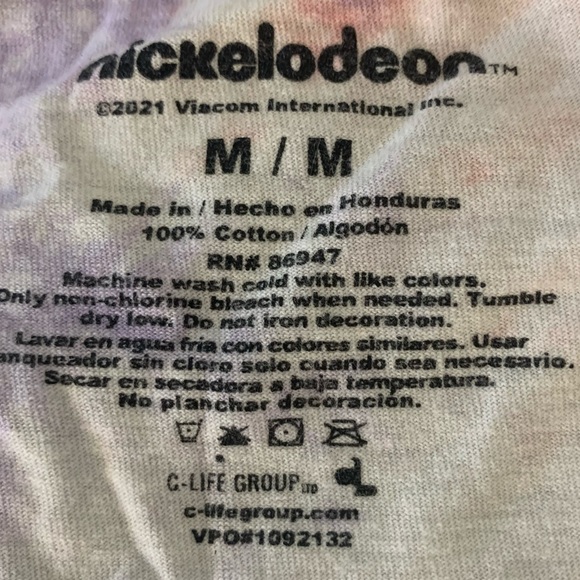 nickelodeon™
©2021 Viacom International Inc.
M / M
Made in / Hecho en Honduras
100% Cotton / Algodón
RN# 86947
Machine wash cold with like colors.
Only non-chlorine bleach when needed. Tumble
dry low. Do not iron decoration.
Lavar en agua fria con colores similares. Usar
anqueador sin cloro solo cuando sea necesario.
Secar en secadora a baja temperatura.
No planchar decoración.
C-LIFE GROUP LTD
c-lifegroup.com
VPO#1092132